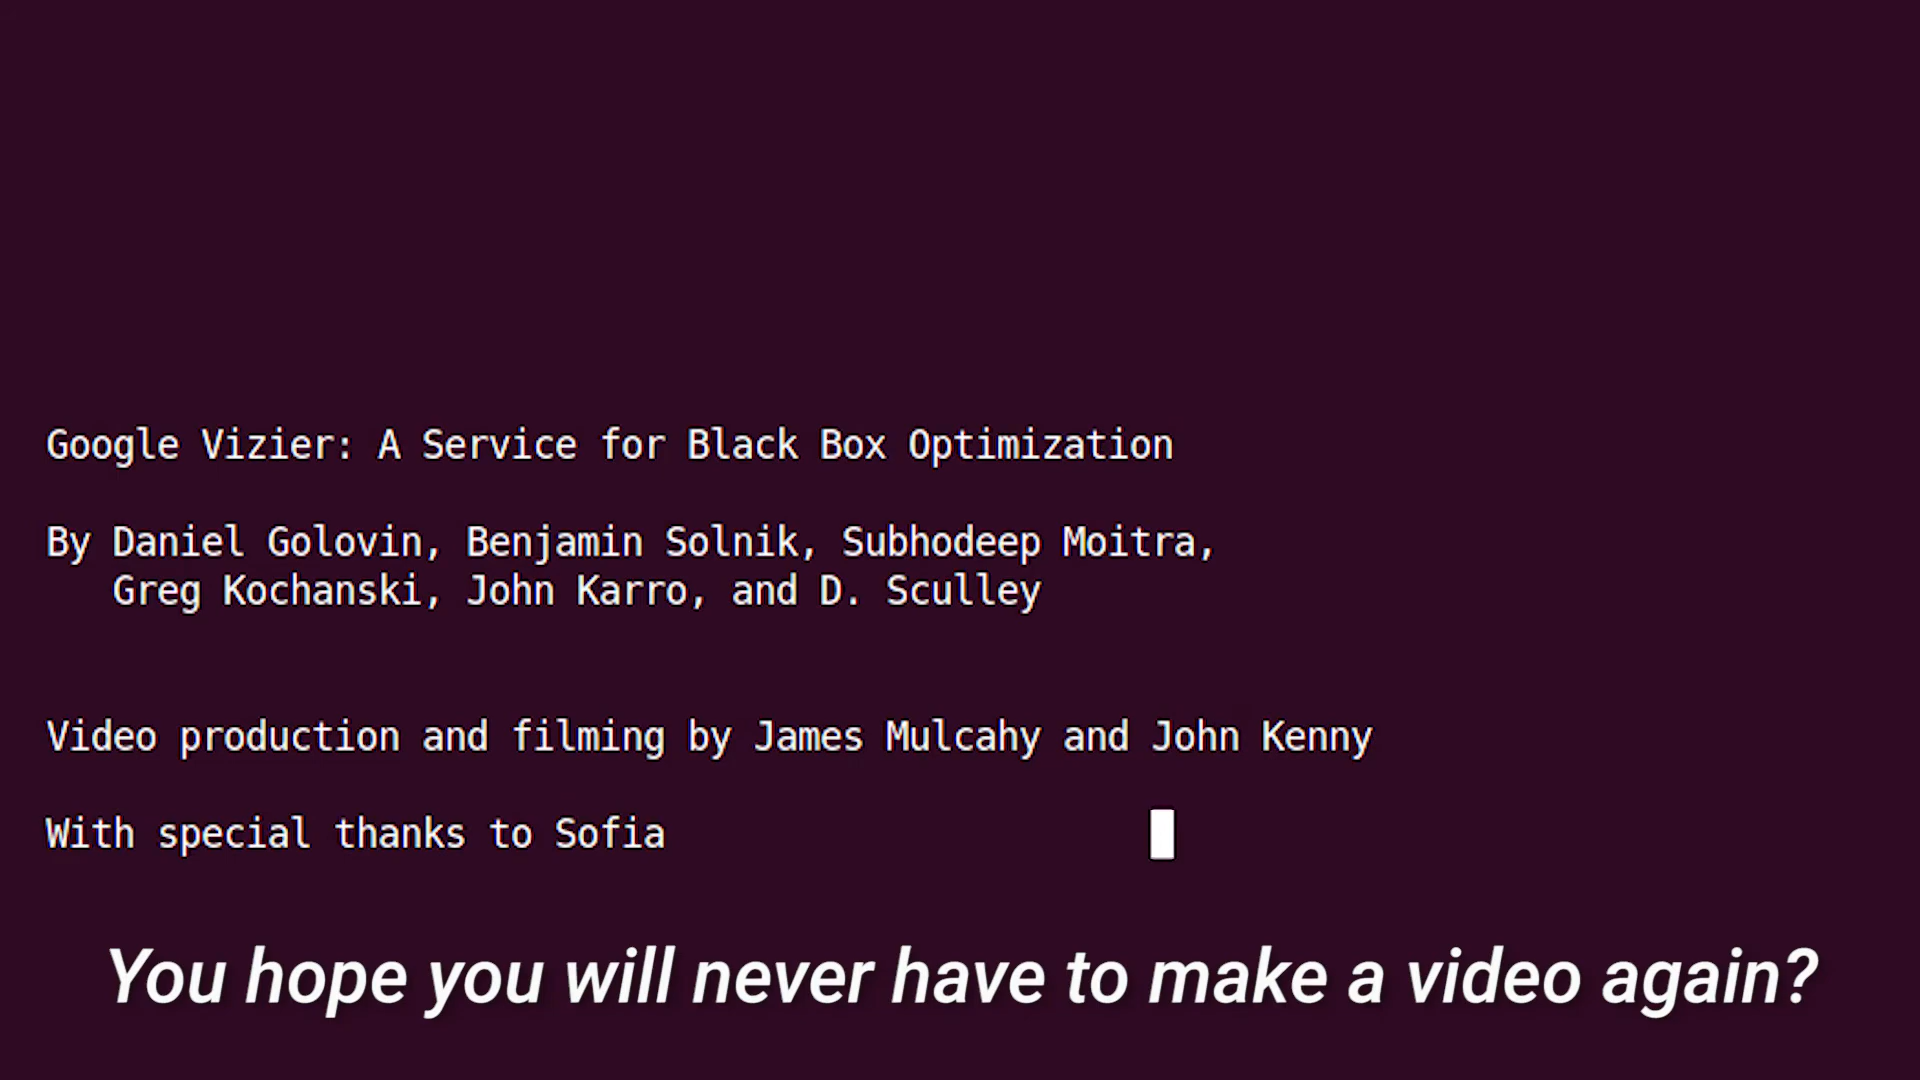 Google Vizier: A Service for Black Box Optimization
By Daniel Golovin, Benjamin Solnik, Subhodeep Moitra,
Greg Kochanski, John Karro, and D. Sculley
Video production and filming by James Mulcahy and John Kenny
With special thanks to Sofia
You hope you will never have to make a video again?